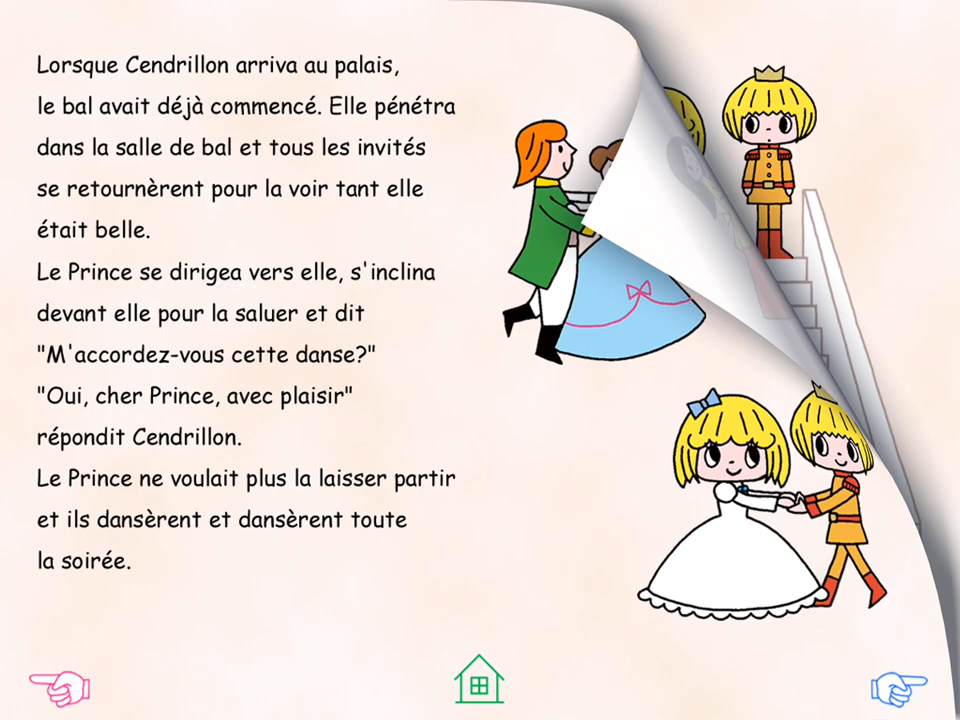 Lorsque Cendrillon arriva au palais,
le bal avait déjà commencé. Elle pénétra
dans la salle de bal et tous les invités
se retournèrent pour la voir tant elle
était belle.
Le Prince se dirigea vers elle, s'inclina
devant elle pour la saluer et dit
"M'accordez-vous cette danse?"
"Oui, cher Prince, avec plaisir"
répondit Cendrillon.
Le Prince ne voulait plus la laisser partir
et ils dansèrent et dansèrent toute
la soirée.